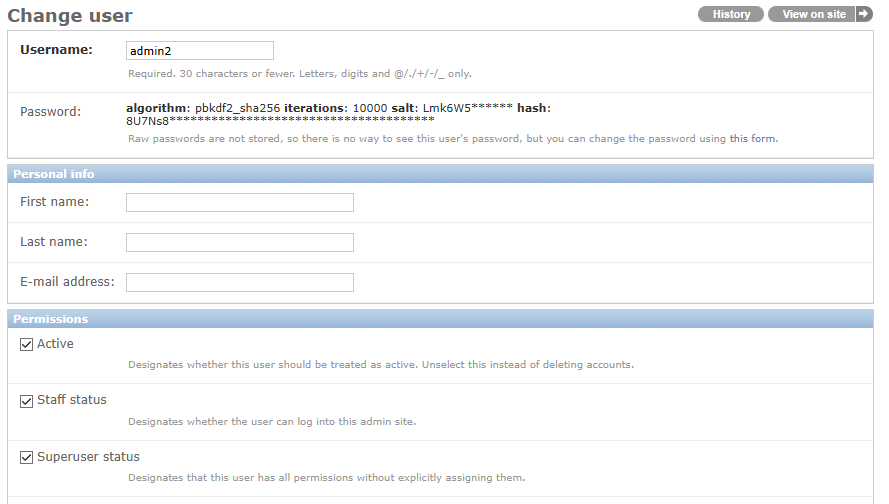 Change user
History
View on site
Username:
admin2
Required. 30 characters or fewer. Letters, digits and @/./+/-/_ only.
Password:
algorithm: pbkdf2_sha256 iterations: 10000 salt: Lmk6W5****** hash:
8U7Ns8**************************************
Raw passwords are not stored, so there is no way to see this user's password, but you can change the password using this form.
Personal info
First name:
Last name:
E-mail address:
Permissions
Active
Designates whether this user should be treated as active. Unselect this instead of deleting accounts.
Staff status
Designates whether the user can log into this admin site.
Superuser status
Designates that this user has all permissions without explicitly assigning them.